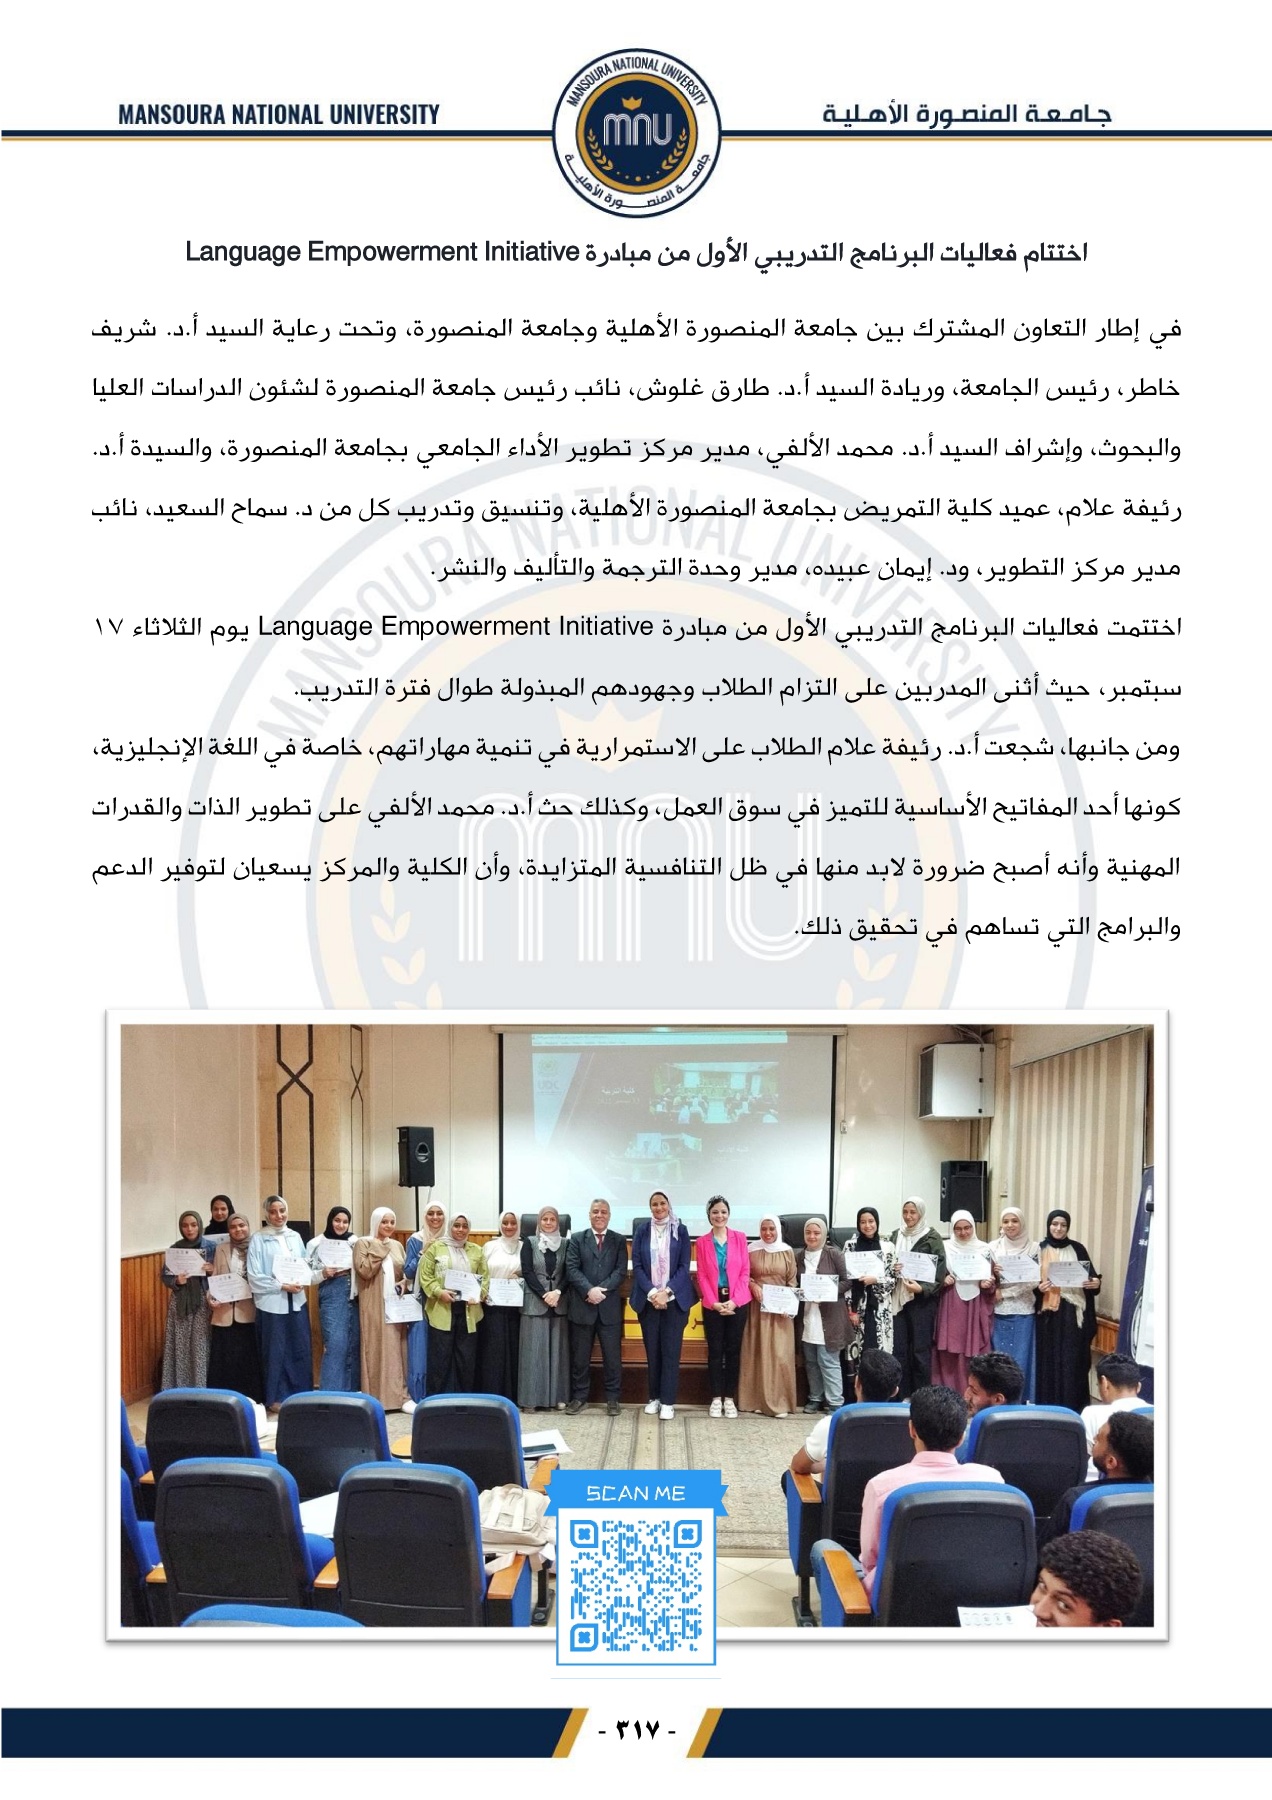 MANSOURA NATIONAL UNIVERSITY
MANSOURA NATIONAL UNIVERSITY
mnu
جامعة المنصورة الأهلية
جامعة المنصورة الأهلية
اختتام فعاليات البرنامج التدريبي الأول من مبادرة Language Empowerment Initiative
في إطار التعاون المشترك بين جامعة المنصورة الأهلية وجامعة المنصورة، وتحت رعاية السيد أ.د. شريف
خاطر، رئيس الجامعة، وريادة السيد أ.د. طارق غلوش، نائب رئيس جامعة المنصورة لشئون الدراسات العليا
والبحوث، وإشراف السيد أ.د. محمد الألفي، مدير مركز تطوير الأداء الجامعي بجامعة المنصورة، والسيدة أ.د.
رئيفة علام، عميد كلية التمريض بجامعة المنصورة الأهلية، وتنسيق وتدريب كل من د. سماح السعيد، نائب
مدير مركز التطوير، ود. إيمان عبيده، مدير وحدة الترجمة والتأليف والنشر.
اختتمت فعاليات البرنامج التدريبي الأول من مبادرة Language Empowerment Initiative يوم الثلاثاء ١٧
سبتمبر، حيث أثنى المدربين على التزام الطلاب وجهودهم المبذولة طوال فترة التدريب.
ومن جانبها، شجعت أ.د. رئيفة علام الطلاب على الاستمرارية في تنمية مهاراتهم، خاصة في اللغة الإنجليزية،
كونها أحد المفاتيح الأساسية للتميز في سوق العمل، وكذلك حث أ.د. محمد الألفي على تطوير الذات والقدرات
المهنية وأنه أصبح ضرورة لابد منها في ظل التنافسية المتزايدة، وأن الكلية والمركز يسعيان لتوفير الدعم
والبرامج التي تساهم في تحقيق ذلك.
MANSOURA NATIONAL UNIVERSITY
mnu
SCAN ME
- ٣١٧ -